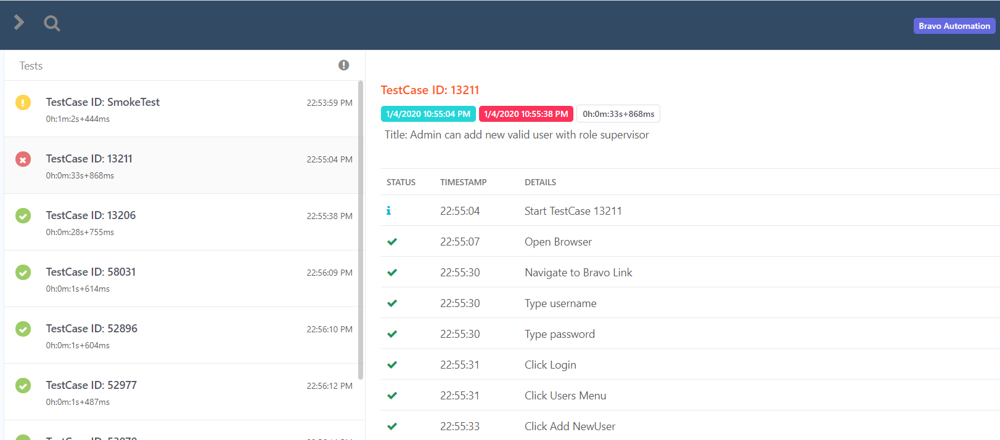 Bravo Automation
Tests
TestCase ID: SmokeTest
22:53:59 PM
0h:1m:2s+444ms
TestCase ID: 13211
22:55:04 PM
0h:0m:33s+868ms
TestCase ID: 13206
22:55:38 PM
0h:0m:28s+755ms
TestCase ID: 58031
22:56:09 PM
0h:0m:1s+614ms
TestCase ID: 52896
22:56:10 PM
0h:0m:1s+604ms
TestCase ID: 52977
22:56:12 PM
0h:0m:1s+487ms
TestCase ID:
TestCase ID: 13211
1/4/2020 10:55:04 PM 1/4/2020 10:55:38 PM 0h:0m:33s+868ms
Title: Admin can add new valid user with role supervisor
STATUS TIMESTAMP DETAILS
22:55:04 Start TestCase 13211
22:55:07 Open Browser
22:55:30 Navigate to Bravo Link
22:55:30 Type username
22:55:30 Type password
22:55:31 Click Login
22:55:31 Click Users Menu
22:55:33 Click Add NewUser